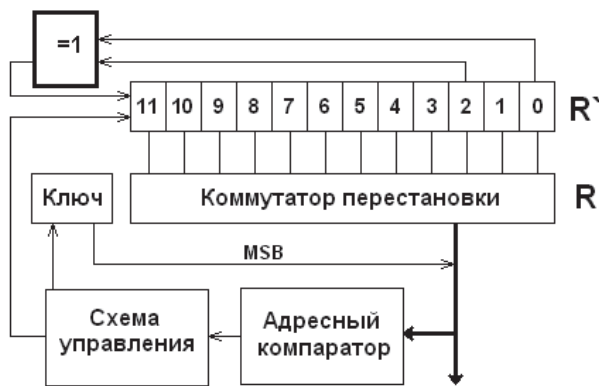 =1
11 10 9 8 7 6 5 4 3 2 1 0 R`
Ключ
Коммутатор перестановки R
MSB
Схема
управления
Адресный
компаратор